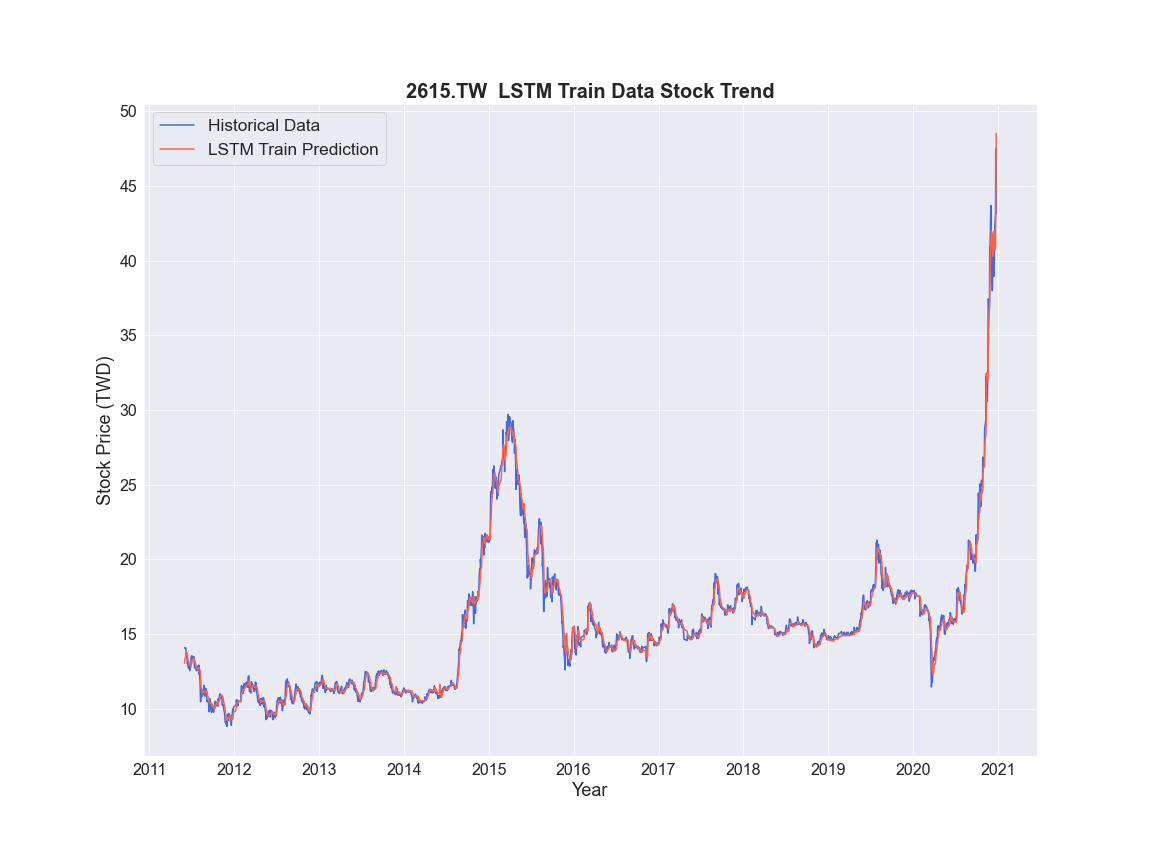 2615.TW  LSTM Train Data Stock Trend
Historical Data
LSTM Train Prediction
Stock Price (TWD)
50
45
40
35
30
25
20
15
10
2011 2012 2013 2014 2015 2016 2017 2018 2019 2020 2021
Year